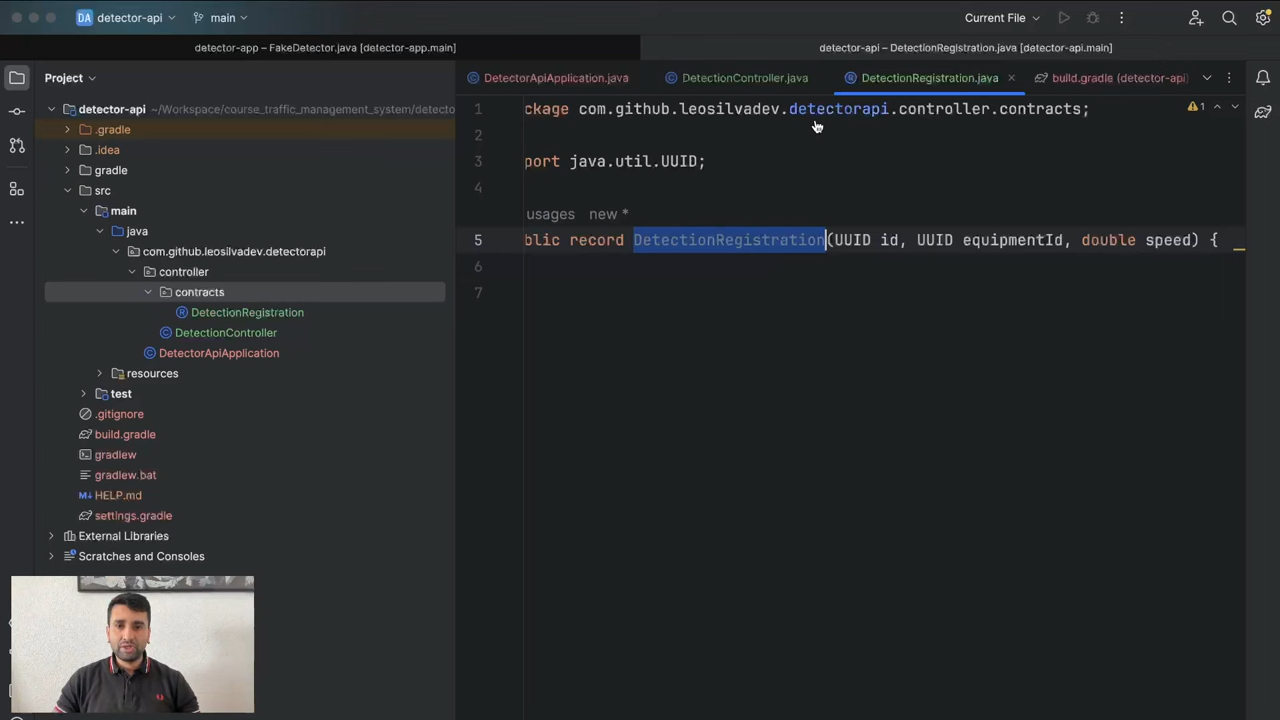 DA detector-api main Current File
detector-app – FakeDetector.java [detector-app.main] detector-api – DetectionRegistration.java [detector-api.main]
Project
DetectorApiApplication.java DetectionController.java DetectionRegistration.java build.gradle (detector-api)
detector-api ~/Workspace/course_traffic_management_system/detecto
.gradle
.idea
gradle
src
main
java
com.github.leosilvadev.detectorapi
controller
contracts
DetectionRegistration
DetectionController
DetectorApiApplication
resources
test
.gitignore
build.gradle
gradlew
gradlew.bat
HELP.md
settings.gradle
External Libraries
Scratches and Consoles
1 ckage com.github.leosilvadev.detectorapi.controller.contracts; 1
2
3 port java.util.UUID;
4
usages new *
5 blic record DetectionRegistration(UUID id, UUID equipmentId, double speed) {
6
7